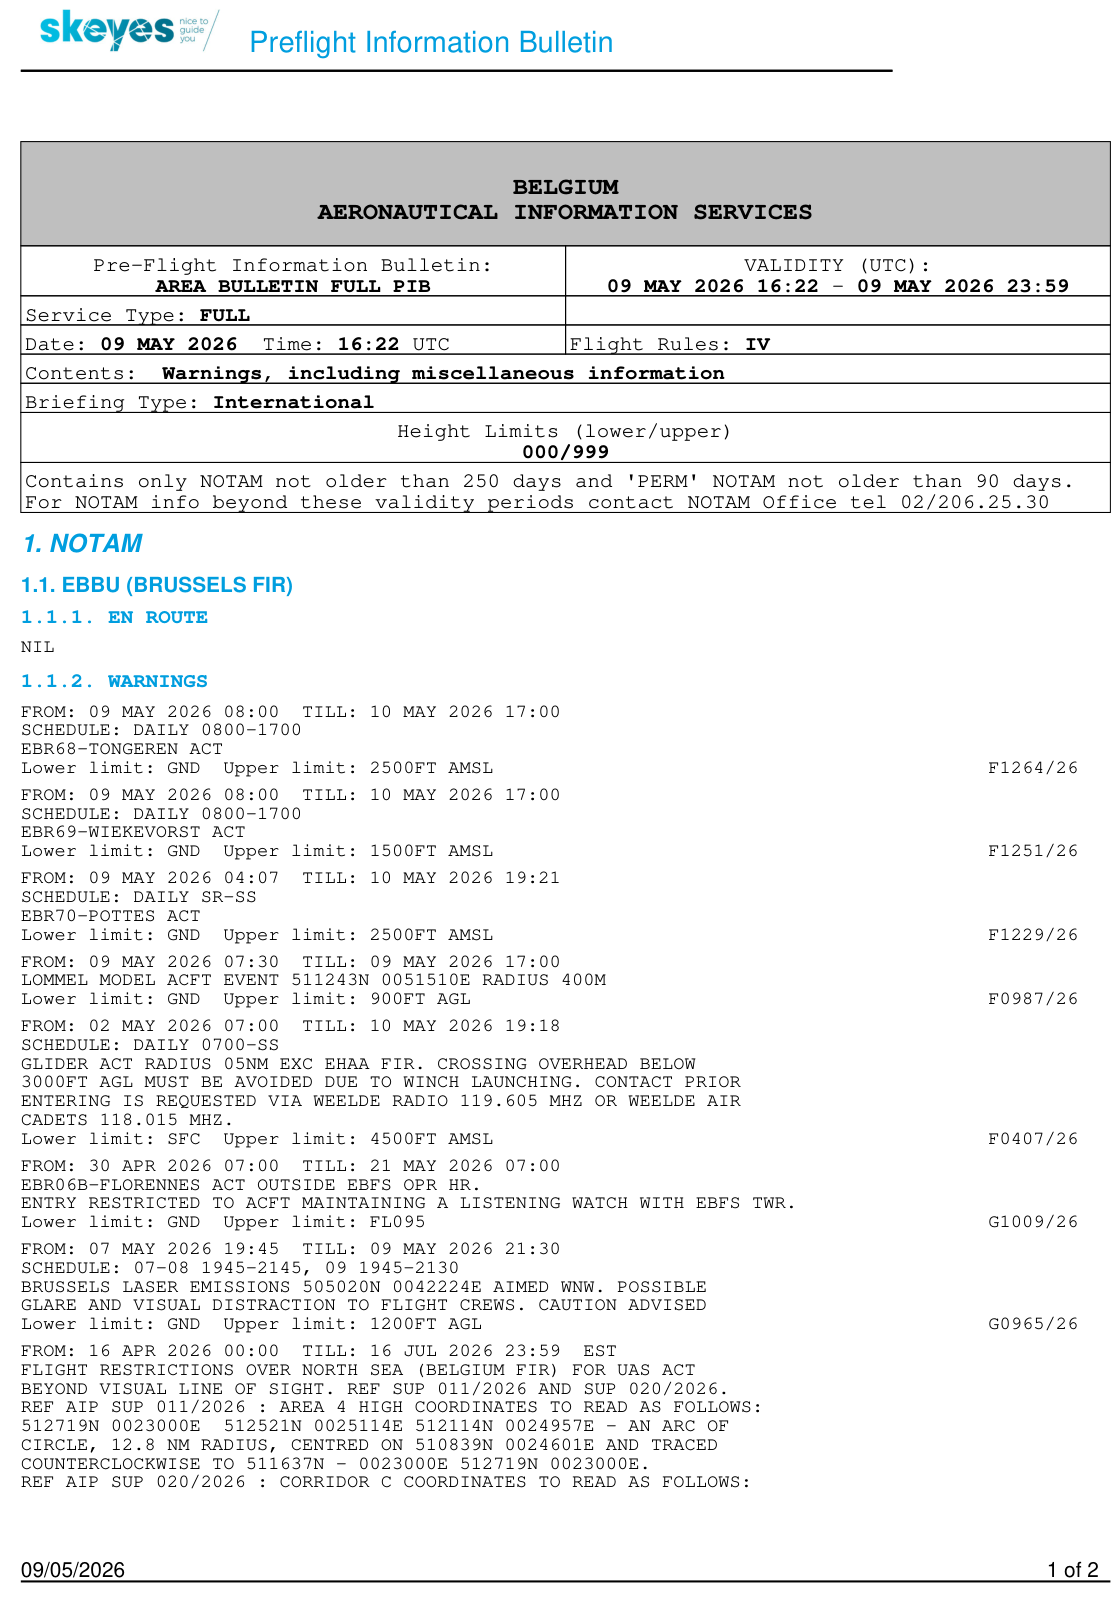 skeyes nice to guide you
Preflight Information Bulletin
BELGIUM
AERONAUTICAL INFORMATION SERVICES
Pre-Flight Information Bulletin:
AREA BULLETIN FULL PIB
VALIDITY (UTC):
09 MAY 2026 16:22 - 09 MAY 2026 23:59
Service Type: FULL
Date: 09 MAY 2026 Time: 16:22 UTC
Flight Rules: IV
Contents: Warnings, including miscellaneous information
Briefing Type: International
Height Limits (lower/upper)
000/999
Contains only NOTAM not older than 250 days and 'PERM' NOTAM not older than 90 days.
For NOTAM info beyond these validity periods contact NOTAM Office tel 02/206.25.30
1. NOTAM
1.1. EBBU (BRUSSELS FIR)
1.1.1. EN ROUTE
NIL
1.1.2. WARNINGS
FROM: 09 MAY 2026 08:00 TILL: 10 MAY 2026 17:00
SCHEDULE: DAILY 0800-1700
EBR68-TONGEREN ACT
Lower limit: GND Upper limit: 2500FT AMSL F1264/26
FROM: 09 MAY 2026 08:00 TILL: 10 MAY 2026 17:00
SCHEDULE: DAILY 0800-1700
EBR69-WIEKEVORST ACT
Lower limit: GND Upper limit: 1500FT AMSL F1251/26
FROM: 09 MAY 2026 04:07 TILL: 10 MAY 2026 19:21
SCHEDULE: DAILY SR-SS
EBR70-POTTES ACT
Lower limit: GND Upper limit: 2500FT AMSL F1229/26
FROM: 09 MAY 2026 07:30 TILL: 09 MAY 2026 17:00
LOMMEL MODEL ACFT EVENT 511243N 0051510E RADIUS 400M
Lower limit: GND Upper limit: 900FT AGL F0987/26
FROM: 02 MAY 2026 07:00 TILL: 10 MAY 2026 19:18
SCHEDULE: DAILY 0700-SS
GLIDER ACT RADIUS 05NM EXC EHAA FIR. CROSSING OVERHEAD BELOW
3000FT AGL MUST BE AVOIDED DUE TO WINCH LAUNCHING. CONTACT PRIOR
ENTERING IS REQUESTED VIA WEELDE RADIO 119.605 MHZ OR WEELDE AIR
CADETS 118.015 MHZ.
Lower limit: SFC Upper limit: 4500FT AMSL F0407/26
FROM: 30 APR 2026 07:00 TILL: 21 MAY 2026 07:00
EBR06B-FLORENNES ACT OUTSIDE EBFS OPR HR.
ENTRY RESTRICTED TO ACFT MAINTAINING A LISTENING WATCH WITH EBFS TWR.
Lower limit: GND Upper limit: FL095 G1009/26
FROM: 07 MAY 2026 19:45 TILL: 09 MAY 2026 21:30
SCHEDULE: 07-08 1945-2145, 09 1945-2130
BRUSSELS LASER EMISSIONS 505020N 0042224E AIMED WNW. POSSIBLE
GLARE AND VISUAL DISTRACTION TO FLIGHT CREWS. CAUTION ADVISED
Lower limit: GND Upper limit: 1200FT AGL G0965/26
FROM: 16 APR 2026 00:00 TILL: 16 JUL 2026 23:59 EST
FLIGHT RESTRICTIONS OVER NORTH SEA (BELGIUM FIR) FOR UAS ACT
BEYOND VISUAL LINE OF SIGHT. REF SUP 011/2026 AND SUP 020/2026.
REF AIP SUP 011/2026 : AREA 4 HIGH COORDINATES TO READ AS FOLLOWS:
512719N 0023000E 512521N 0025114E 512114N 0024957E - AN ARC OF
CIRCLE, 12.8 NM RADIUS, CENTRED ON 510839N 0024601E AND TRACED
COUNTERCLOCKWISE TO 511637N - 0023000E 512719N 0023000E.
REF AIP SUP 020/2026 : CORRIDOR C COORDINATES TO READ AS FOLLOWS:
09/05/2026 1 of 2